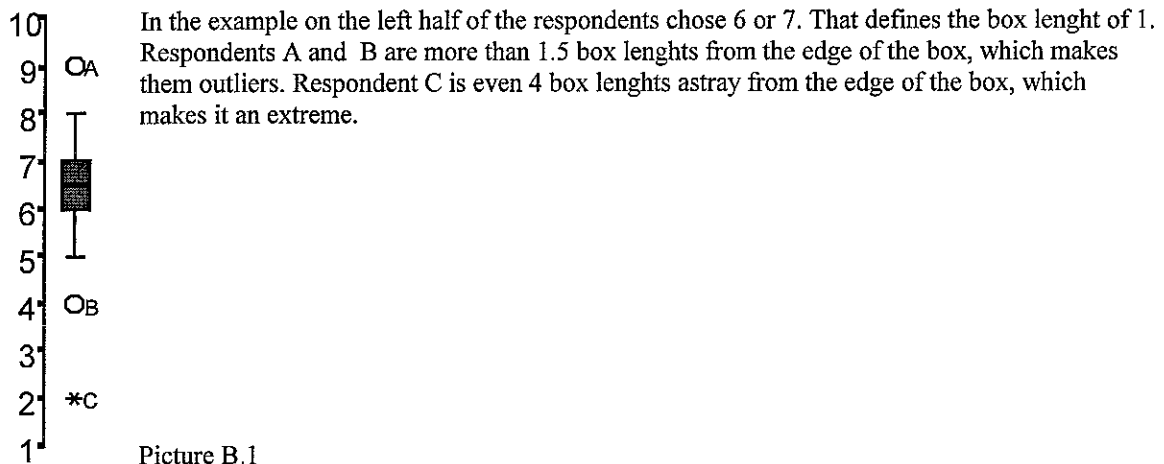 In the example on the left half of the respondents chose 6 or 7. That defines the box lenght of 1.
Respondents A and B are more than 1.5 box lenghts from the edge of the box, which makes
them outliers. Respondent C is even 4 box lenghts astray from the edge of the box, which
makes it an extreme.
10
9 A
8
7
6
5
4 B
3
2 *C
1
Picture B.1